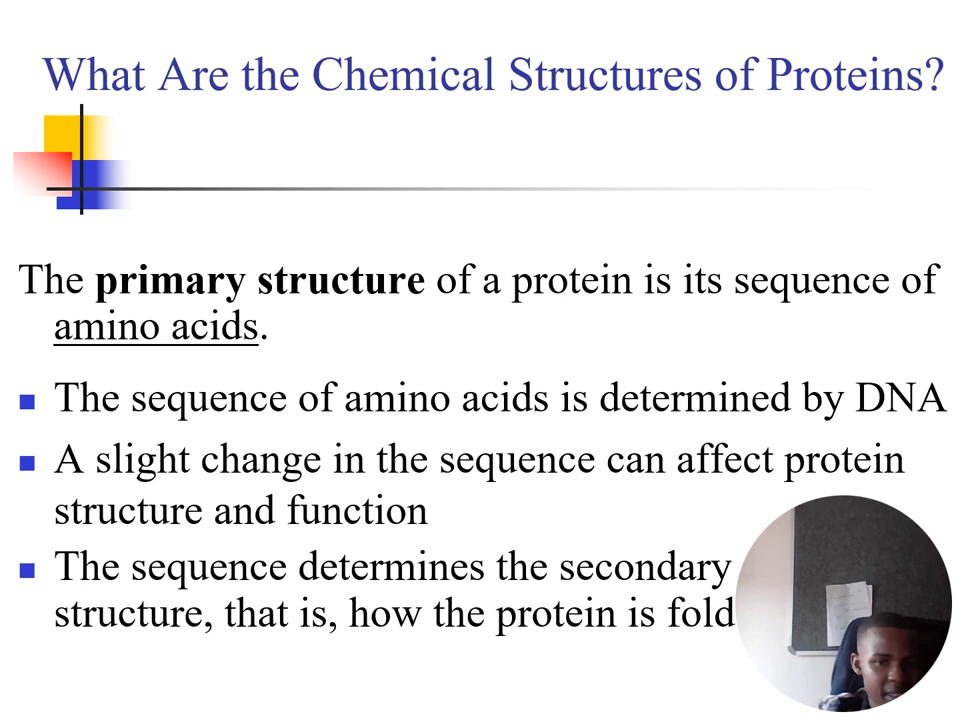 What Are the Chemical Structures of Proteins?
The primary structure of a protein is its sequence of
amino acids.
The sequence of amino acids is determined by DNA
A slight change in the sequence can affect protein
structure and function
The sequence determines the secondary
structure, that is, how the protein is fold